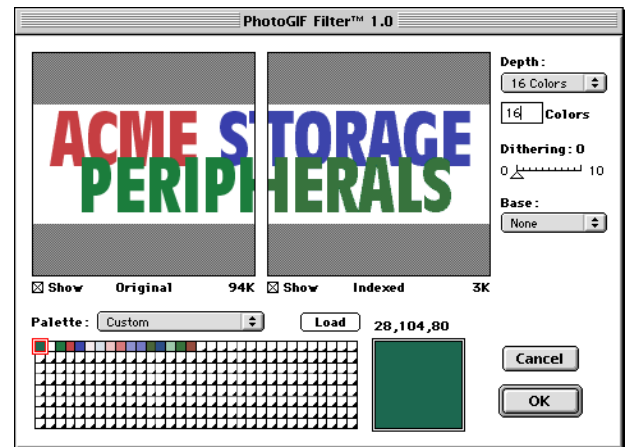 PhotoGIF Filter™ 1.0
Depth:
16 Colors
16 Colors
Dithering: 0
0 10
Base:
None
ACME STORAGE
PERIPHERALS
Show Original 94K
Show Indexed 3K
Palette: Custom
Load
28,104,80
Cancel
OK